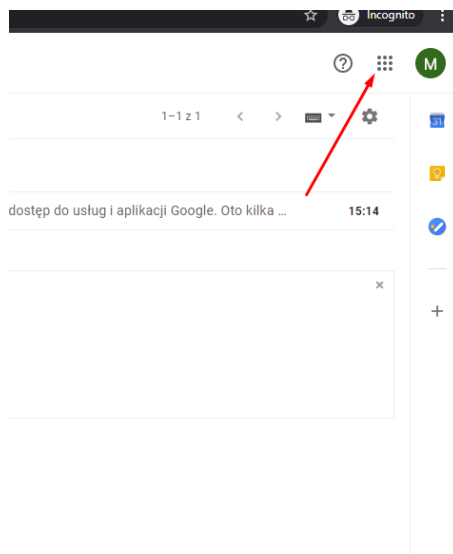 Incognito
M
1–1 z 1
31
dostęp do usług i aplikacji Google. Oto kilka ...
15:14